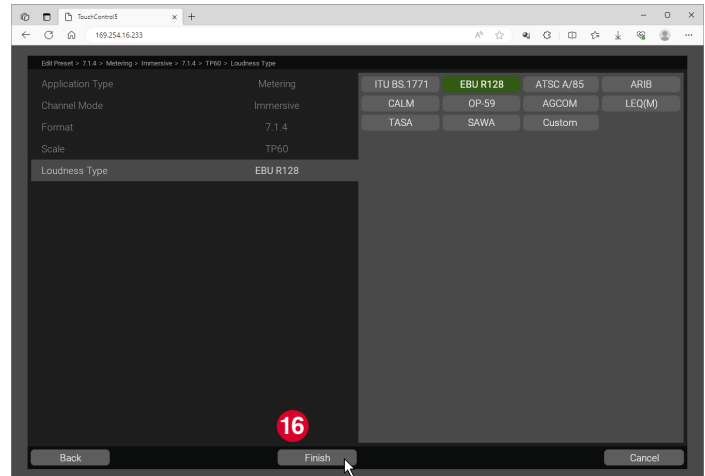 TouchControl5
169.254.16.233
Edit Preset > 7.1.4 > Metering > Immersive > 7.1.4 > TP60 > Loudness Type
Application Type Metering
Channel Mode Immersive
Format 7.1.4
Scale TP60
Loudness Type EBU R128
ITU BS.1771 EBU R128 ATSC A/85 ARIB
CALM OP-59 AGCOM LEQ(M)
TASA SAWA Custom
16
Back Finish Cancel